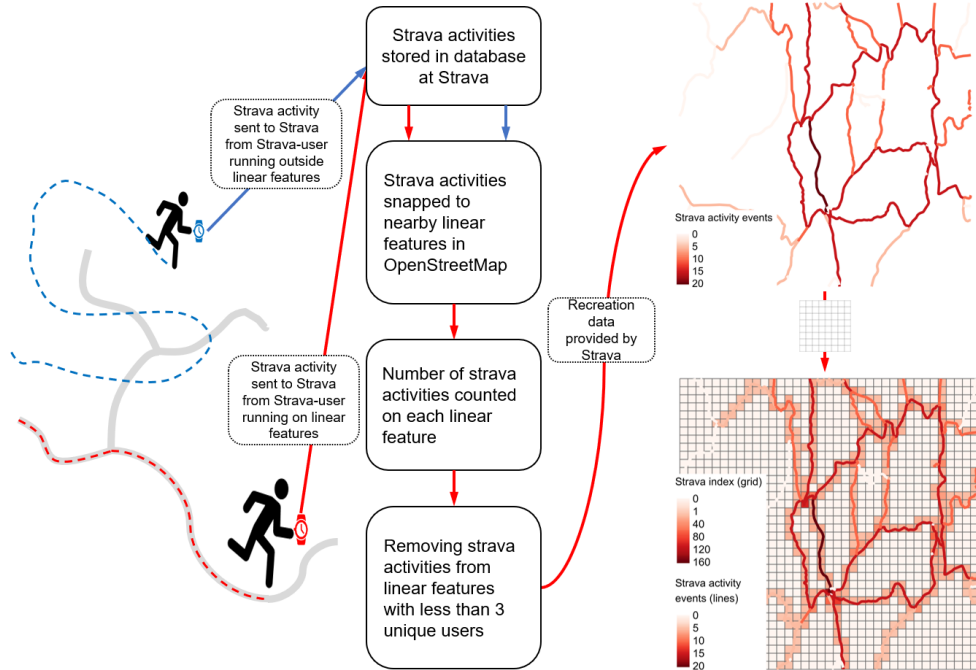 Strava activities
stored in database
at Strava
Strava activity
sent to Strava
from Strava-user
running outside
linear features
Strava activities
snapped to
nearby linear
features in
OpenStreetMap
Strava activity
sent to Strava
from Strava-user
running on linear
features
Number of strava
activities counted
on each linear
feature
Removing strava
activities from
linear features
with less than 3
unique users
Recreation
data
provided by
Strava
Strava activity events
0
5
10
15
20
Strava index (grid)
0
1
40
80
120
160
Strava activity
events (lines)
0
5
10
15
20